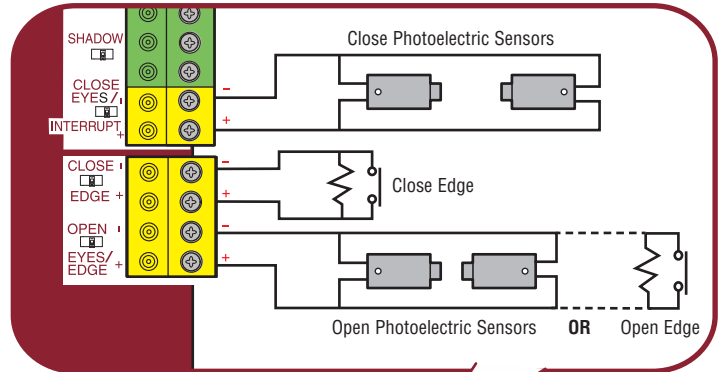 Close Photoelectric Sensors
SHADOW
CLOSE
EYES/ -
INTERRUPT +
-
+
CLOSE -
EDGE +
-
+
Close Edge
OPEN -
EYES/
EDGE +
-
+
Open Photoelectric Sensors OR Open Edge